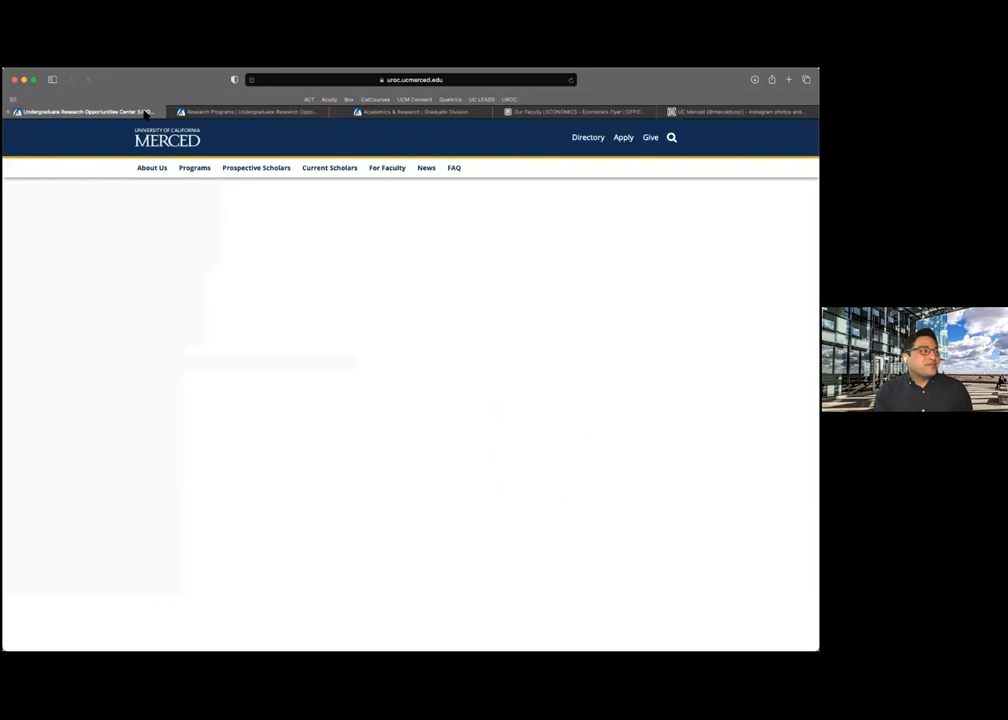 uroc.ucmerced.edu
ACT Acuity Box CatCourses UCM Connect Qualtrics UC LEADS UROC
Undergraduate Research Opportunities Center (URO... Research Programs | Undergraduate Research Oppo... Academics & Research | Graduate Division Our Faculty | ECONOMICS - Economics Flyer | OFFIC... UC Merced (@merceduroc) • Instagram photos and...
UNIVERSITY OF CALIFORNIA
MERCED
Directory Apply Give
About Us Programs Prospective Scholars Current Scholars For Faculty News FAQ